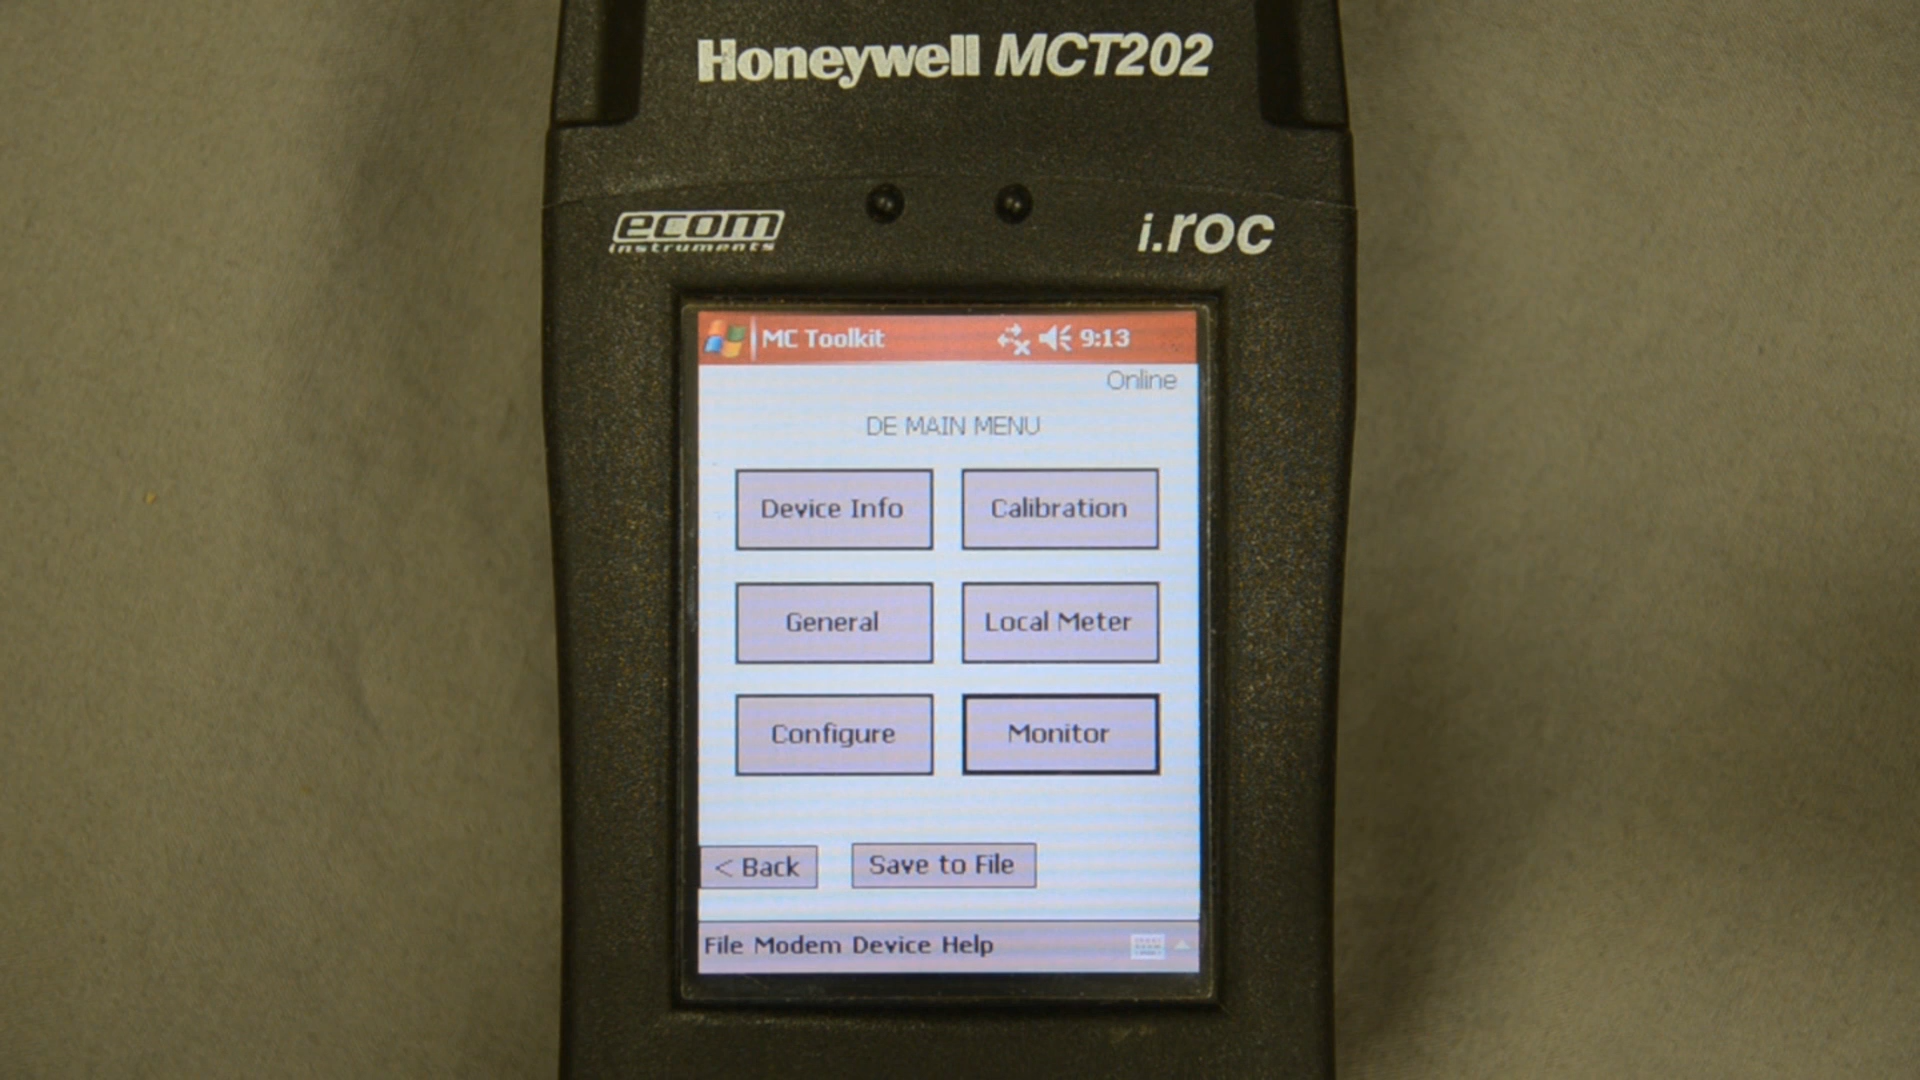 Honeywell MCT202
ecom
instruments
i.roc
MC Toolkit 9:13
Online
DE MAIN MENU
Device Info Calibration
General Local Meter
Configure Monitor
< Back Save to File
File Modem Device Help